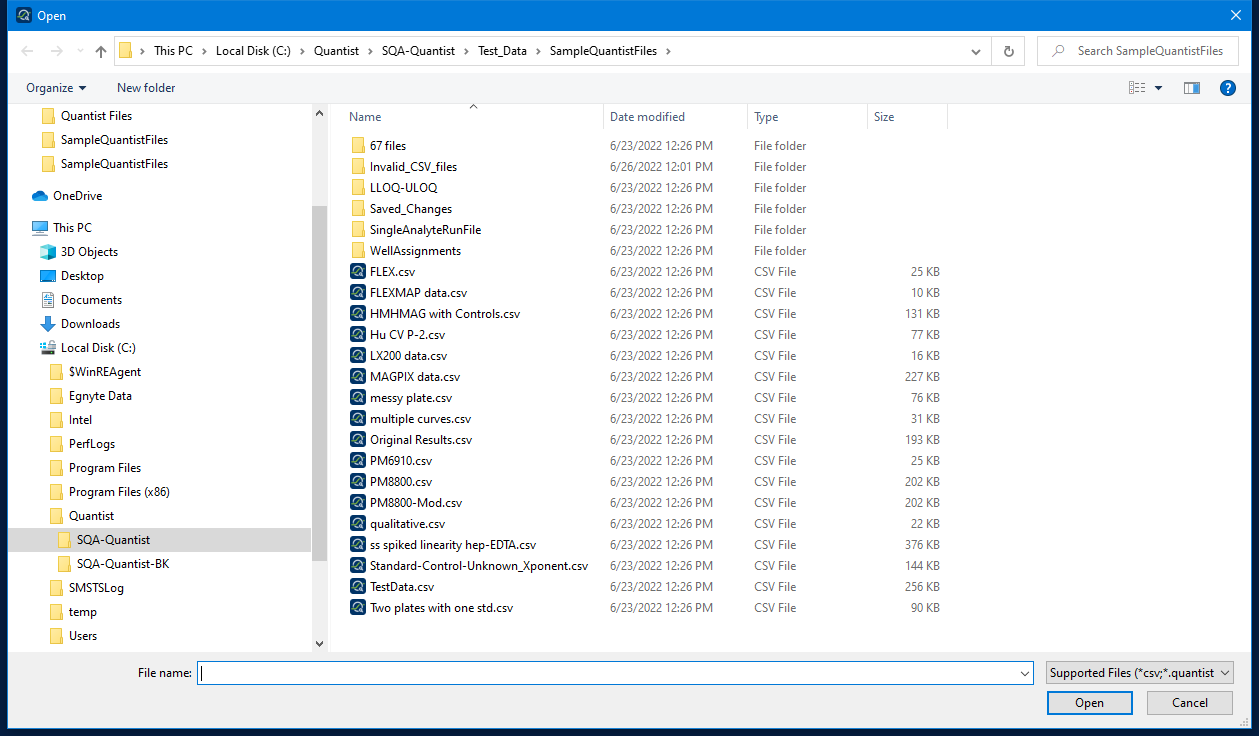 Open
This PC > Local Disk (C:) > Quantist > SQA-Quantist > Test_Data > SampleQuantistFiles >
Search SampleQuantistFiles
Organize New folder
Quantist Files
SampleQuantistFiles
SampleQuantistFiles
OneDrive
This PC
3D Objects
Desktop
Documents
Downloads
Local Disk (C:)
$WinREAgent
Egnyte Data
Intel
PerfLogs
Program Files
Program Files (x86)
Quantist
SQA-Quantist
SQA-Quantist-BK
SMSTSLog
temp
Users
Name Date modified Type Size
67 files 6/23/2022 12:26 PM File folder
Invalid_CSV_files 6/26/2022 12:01 PM File folder
LLOQ-ULOQ 6/23/2022 12:26 PM File folder
Saved_Changes 6/23/2022 12:26 PM File folder
SingleAnalyteRunFile 6/23/2022 12:26 PM File folder
WellAssignments 6/23/2022 12:26 PM File folder
FLEX.csv 6/23/2022 12:26 PM CSV File 25 KB
FLEXMAP data.csv 6/23/2022 12:26 PM CSV File 10 KB
HMHMAG with Controls.csv 6/23/2022 12:26 PM CSV File 131 KB
Hu CV P-2.csv 6/23/2022 12:26 PM CSV File 77 KB
LX200 data.csv 6/23/2022 12:26 PM CSV File 16 KB
MAGPIX data.csv 6/23/2022 12:26 PM CSV File 227 KB
messy plate.csv 6/23/2022 12:26 PM CSV File 76 KB
multiple curves.csv 6/23/2022 12:26 PM CSV File 31 KB
Original Results.csv 6/23/2022 12:26 PM CSV File 193 KB
PM6910.csv 6/23/2022 12:26 PM CSV File 25 KB
PM8800.csv 6/23/2022 12:26 PM CSV File 202 KB
PM8800-Mod.csv 6/23/2022 12:26 PM CSV File 202 KB
qualitative.csv 6/23/2022 12:26 PM CSV File 22 KB
ss spiked linearity hep-EDTA.csv 6/23/2022 12:26 PM CSV File 376 KB
Standard-Control-Unknown_Xponent.csv 6/23/2022 12:26 PM CSV File 144 KB
TestData.csv 6/23/2022 12:26 PM CSV File 256 KB
Two plates with one std.csv 6/23/2022 12:26 PM CSV File 90 KB
File name:
Supported Files (*csv;*.quantist
Open Cancel